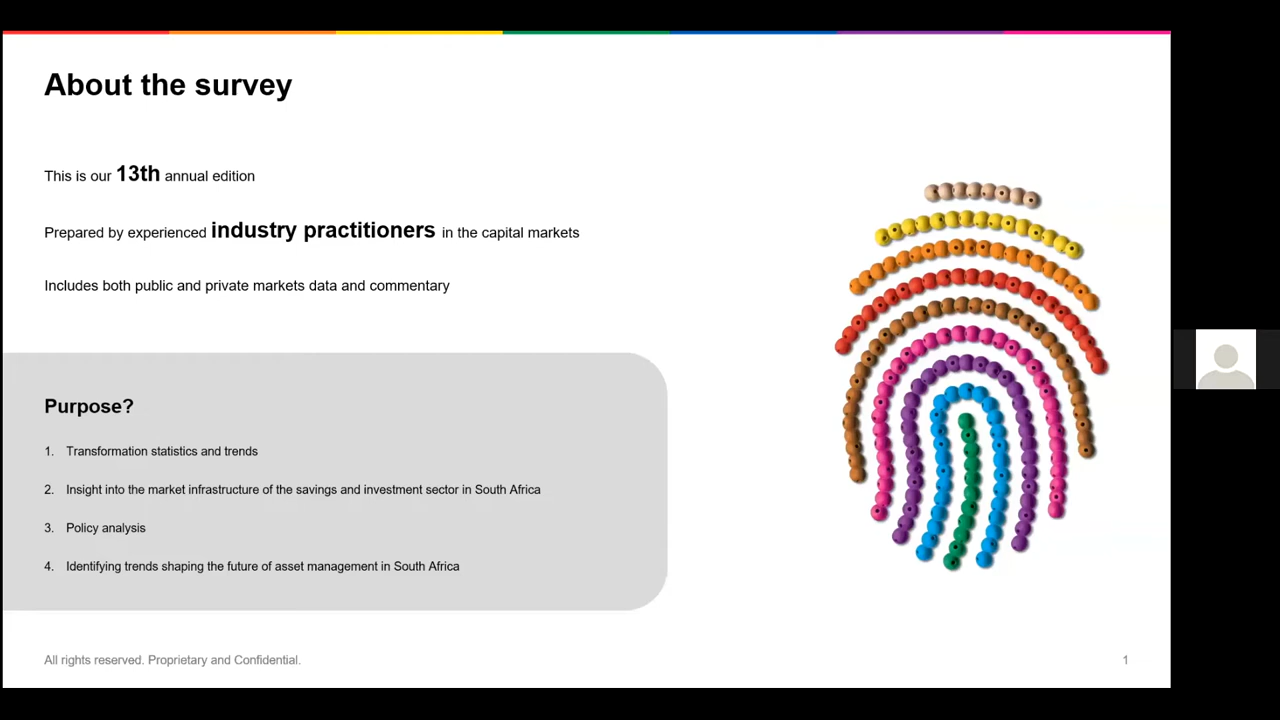 About the survey
This is our 13th annual edition
Prepared by experienced industry practitioners in the capital markets
Includes both public and private markets data and commentary
Purpose?
1. Transformation statistics and trends
2. Insight into the market infrastructure of the savings and investment sector in South Africa
3. Policy analysis
4. Identifying trends shaping the future of asset management in South Africa
All rights reserved. Proprietary and Confidential.
1